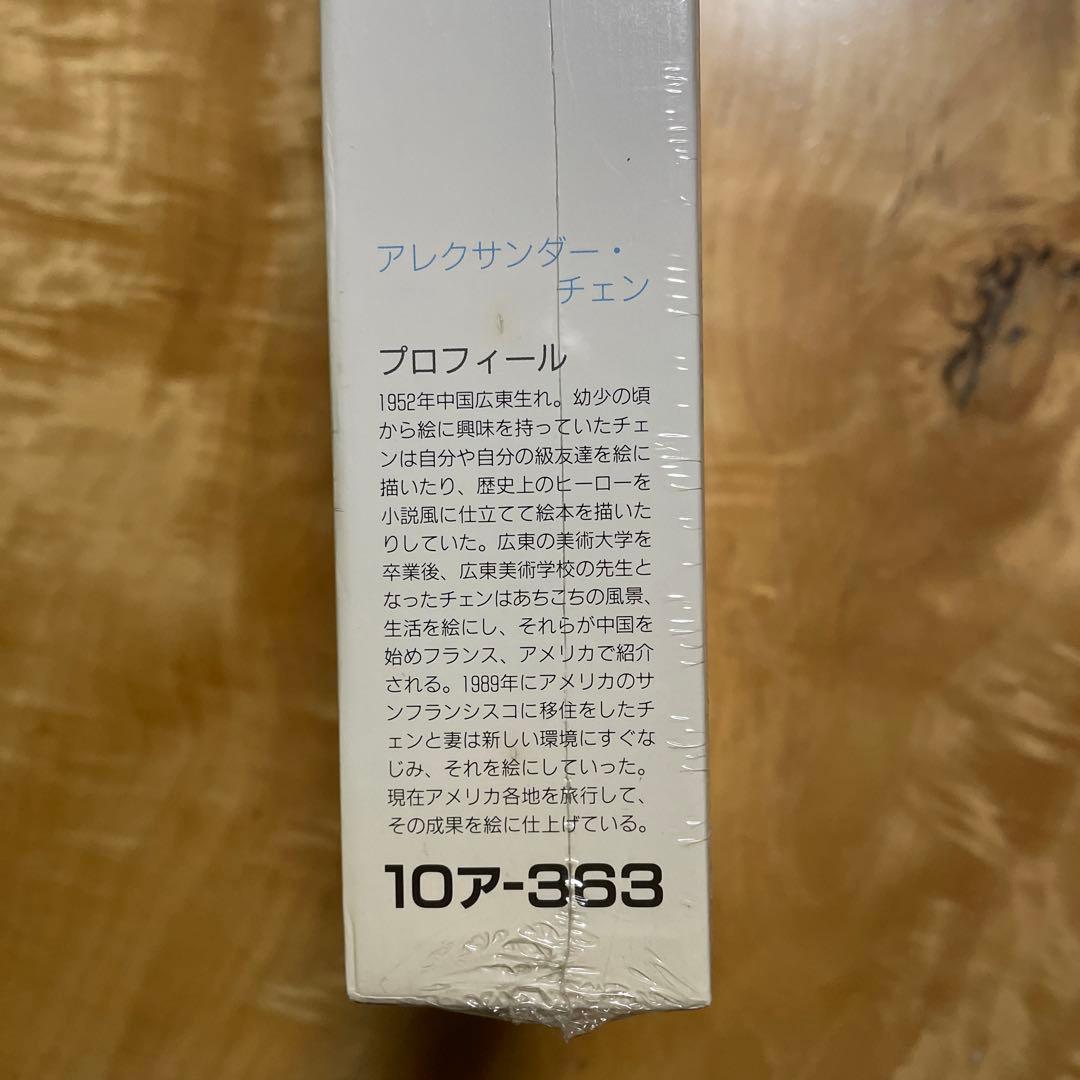 アレクサンダー・
チェン
プロフィール
1952年中国広東生れ。幼少の頃
から絵に興味を持っていたチェ
ンは自分や自分の級友達を絵に
描いたり、歴史上のヒーローを
小説風に仕立てて絵本を描いた
りしていた。広東の美術大学を
卒業後、広東美術学校の先生と
なったチェンはあちこちの風景、
生活を絵にし、それらが中国を
始めフランス、アメリカで紹介
される。1989年にアメリカのサ
ンフランシスコに移住をしたチ
ェンと妻は新しい環境にすぐな
じみ、それを絵にしていった。
現在アメリカ各地を旅行して、
その成果を絵に仕上げている。
10ア-363